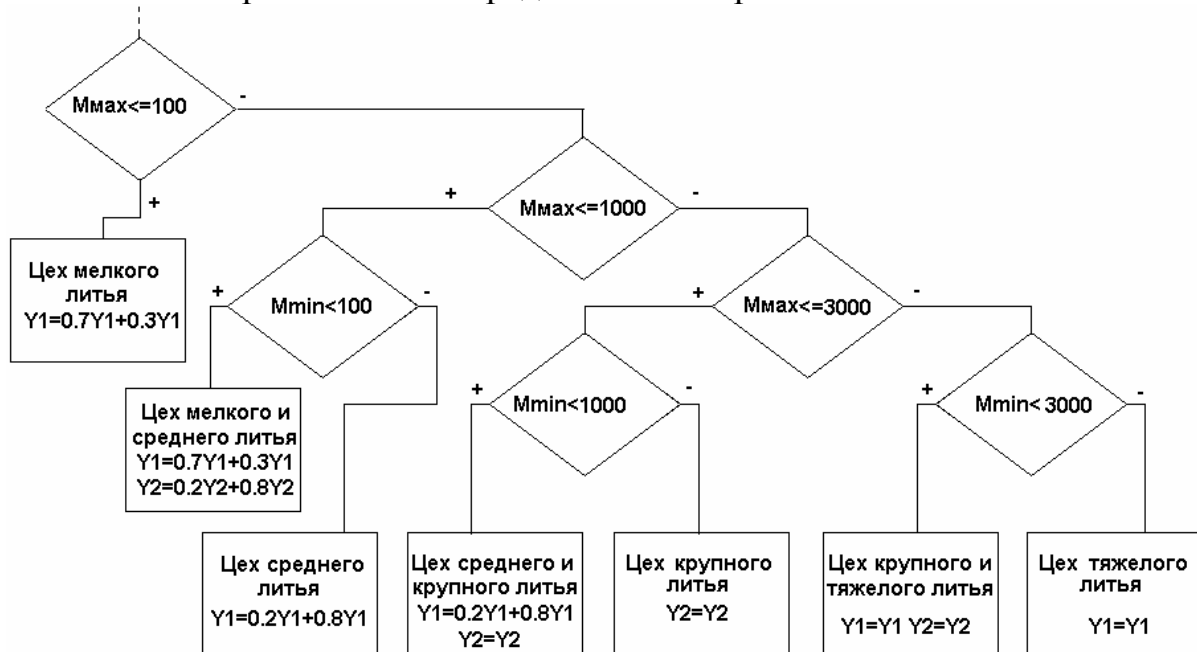 Ммах<=100
-
+
Ммах<=1000
+
-
Цех мелкого
литья
Y1=0.7Y1+0.3Y1
Mmin<100
+
-
Ммах<=3000
+
-
Цех мелкого и
среднего литья
Y1=0.7Y1+0.3Y1
Y2=0.2Y2+0.8Y2
Mmin<1000
+
-
Mmin<3000
+
-
Цех среднего
литья
Y1=0.2Y1+0.8Y1
Цех среднего и
крупного литья
Y1=0.2Y1+0.8Y1
Y2=Y2
Цех крупного
литья
Y2=Y2
Цех крупного и
тяжелого литья
Y1=Y1 Y2=Y2
Цех тяжелого
литья
Y1=Y1